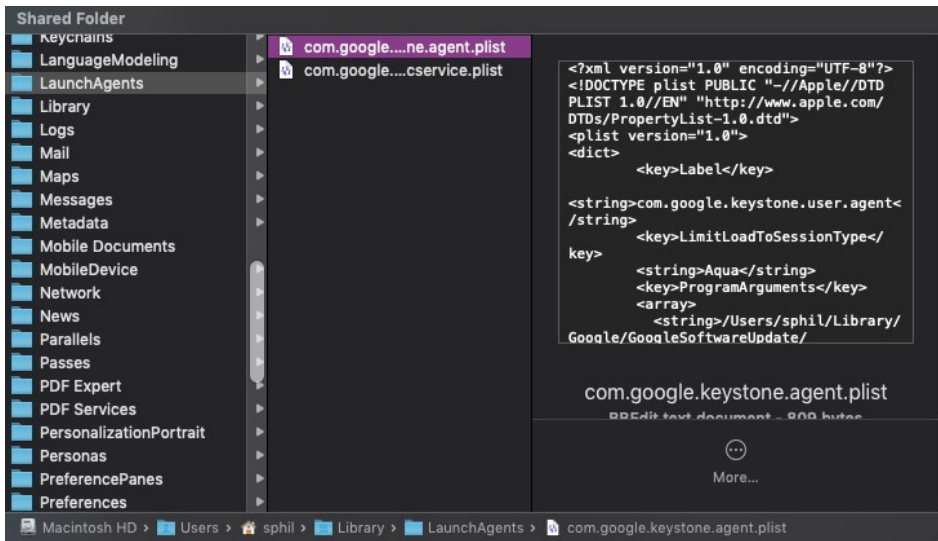 Shared Folder
Keychains
LanguageModeling
LaunchAgents
Library
Logs
Mail
Maps
Messages
Metadata
Mobile Documents
MobileDevice
Network
News
Parallels
Passes
PDF Expert
PDF Services
PersonalizationPortrait
Personas
PreferencePanes
Preferences
com.google....ne.agent.plist
com.google....cservice.plist
<?xml version="1.0" encoding="UTF-8"?>
<!DOCTYPE plist PUBLIC "-//Apple//DTD
PLIST 1.0//EN" "http://www.apple.com/
DTDs/PropertyList-1.0.dtd">
<plist version="1.0">
<dict>
<key>Label</key>
<string>com.google.keystone.user.agent<
/string>
<key>LimitLoadToSessionType</
key>
<string>Aqua</string>
<key>ProgramArguments</key>
<array>
<string>/Users/sphil/Library/
Google/GoogleSoftwareUpdate/
com.google.keystone.agent.plist
BBEdit text document - 809 bytes
More...
Macintosh HD > Users > sphil > Library > LaunchAgents > com.google.keystone.agent.plist